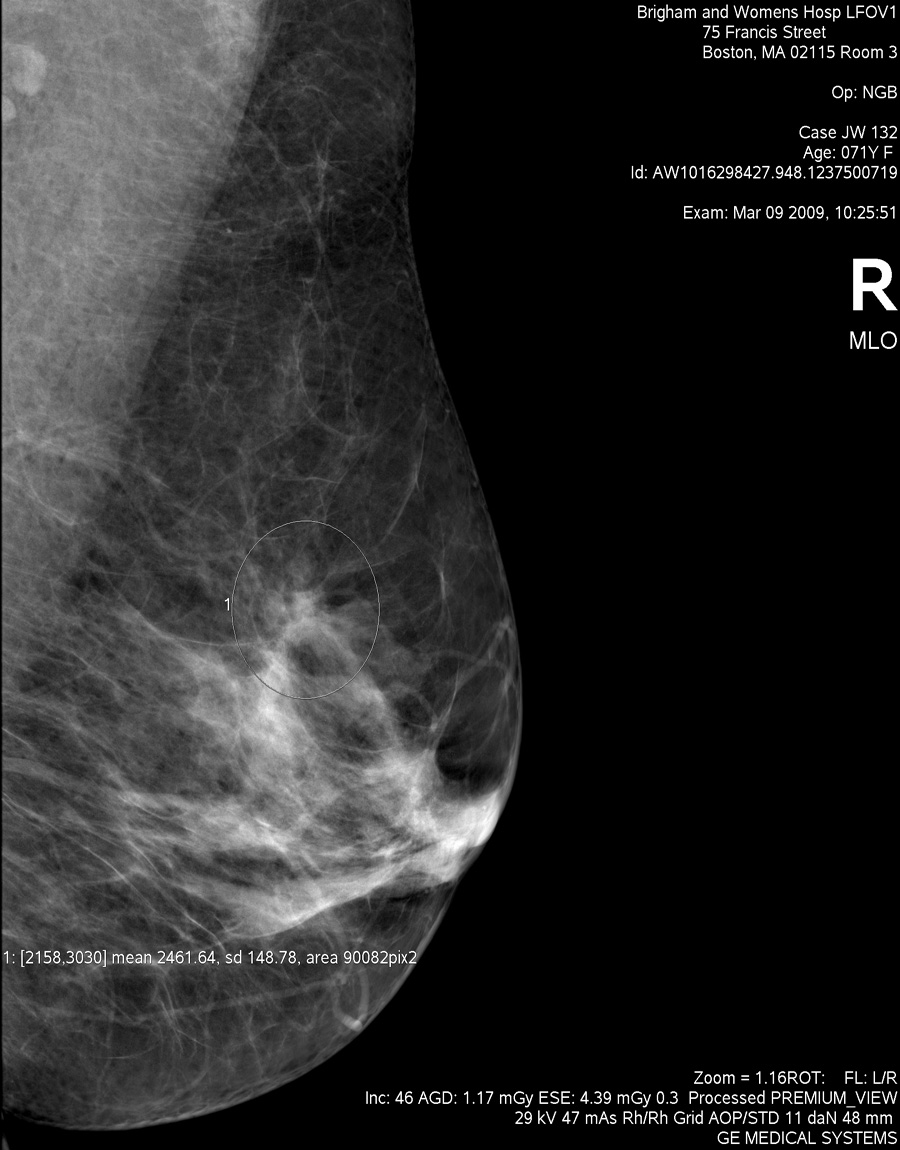 Brigham and Womens Hosp LFOV1
75 Francis Street
Boston, MA 02115 Room 3
Op: NGB
Case JW 132
Age: 071Y F
Id: AW1016298427.948.1237500719
Exam: Mar 09 2009, 10:25:51
R
MLO
1
1: [2158,3030] mean 2461.64, sd 148.78, area 90082pix2
Zoom = 1.16ROT: FL: L/R
Inc: 46 AGD: 1.17 mGy ESE: 4.39 mGy 0.3 Processed PREMIUM_VIEW
29 kV 47 mAs Rh/Rh Grid AOP/STD 11 daN 48 mm
GE MEDICAL SYSTEMS